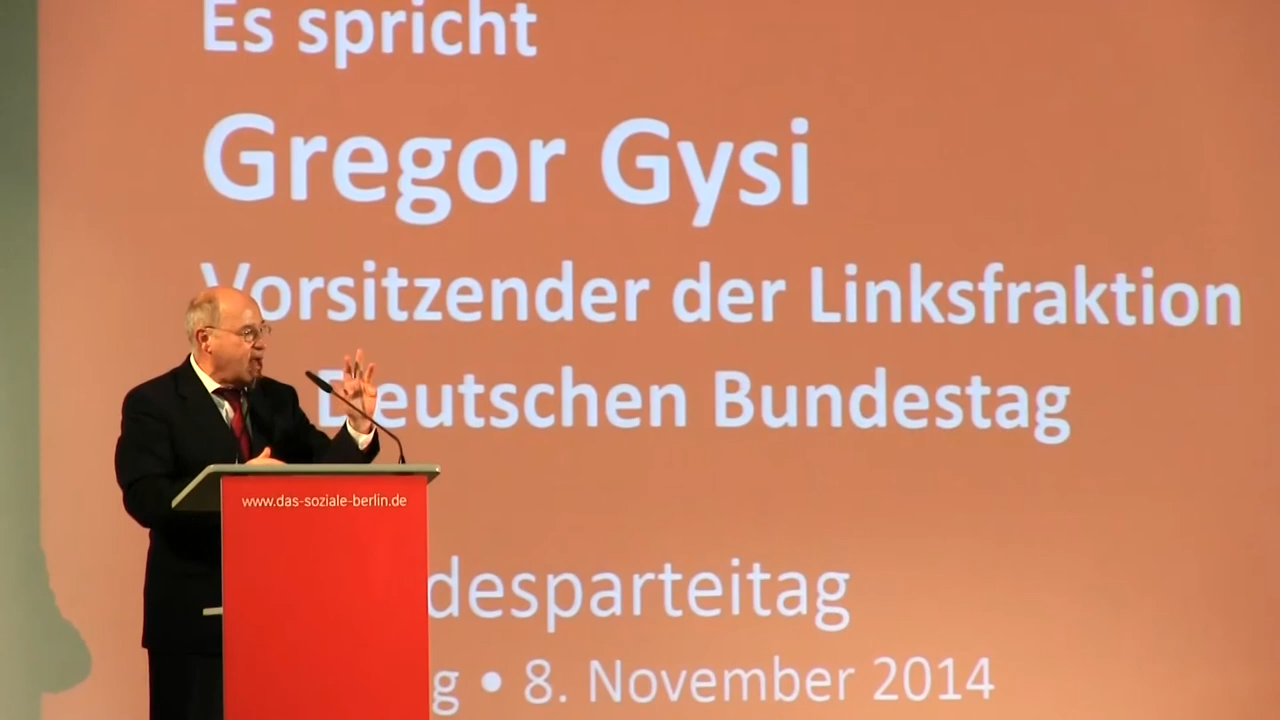 Es spricht
Gregor Gysi
Vorsitzender der Linksfraktion
Deutschen Bundestag
www.das-soziale-berlin.de
desparteitag
g • 8. November 2014